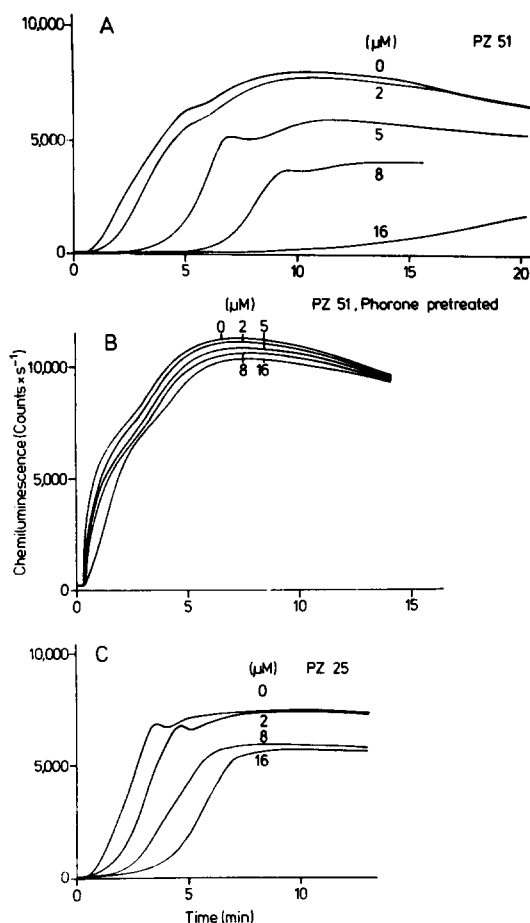 A
(μM) PZ 51
10,000
0
2
5,000
5
8
16
0
0 5 10 15 20
(μM) PZ 51, Phorone pretreated
B
0 2 5
10,000
8 16
5,000
0
0 5 10 15
Chemiluminescence (Counts × s⁻¹)
C
(μM) PZ 25
10,000
0
2
8
5,000
16
0
0 5 10
Time (min)